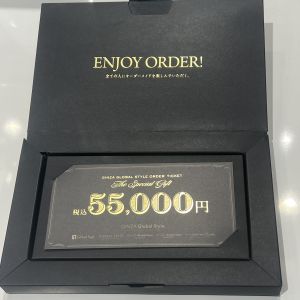 ENJOY ORDER!
全ての人にオーダーメイドを楽しんでいただく。
GINZA GLOBAL STYLE ORDER TICKET
The Special Gift
税込55,000円
GINZA Global Style